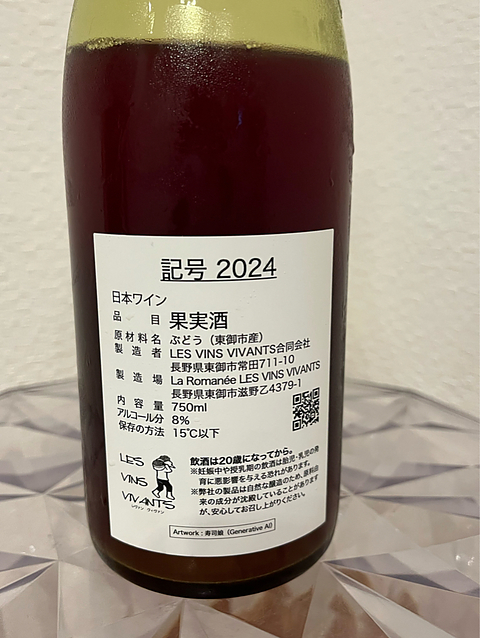 記号 2024
日本ワイン
品目 果実酒
原材料名 ぶどう（東御市産）
製造者 LES VINS VIVANTS合同会社
長野県東御市常田711-10
製造場 La Romanée LES VINS VIVANTS
長野県東御市滋野乙4379-1
内容量 750ml
アルコール分 8%
保存の方法 15℃以下
LES
VINS
VIVANTS
レヴァン ヴィヴァン
飲酒は20歳になってから。
※妊娠中や授乳期の飲酒は胎児・乳児の発
育に悪影響を与える恐れがあります。
※弊社の製品は自然な醸造のため、原料由
来の成分が沈殿していることがあります
が、安心してお召し上がりください。
Artwork : 寿司娘（Generative AI）